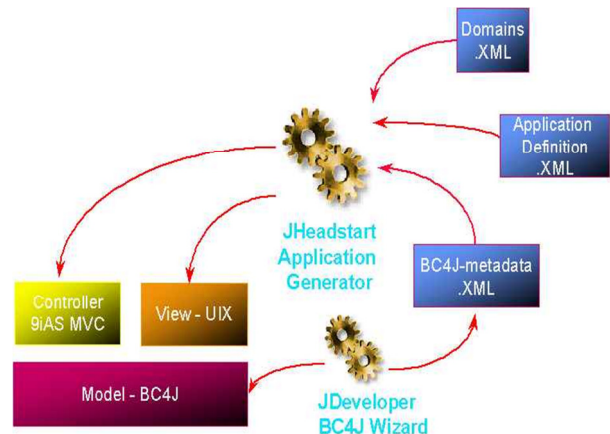 Domains
.XML
Application
Definition
.XML
JHeadstart
Application
Generator
BC4J-metadata
.XML
Controller
9iAS MVC
View - UIX
Model - BC4J
JDeveloper
BC4J Wizard